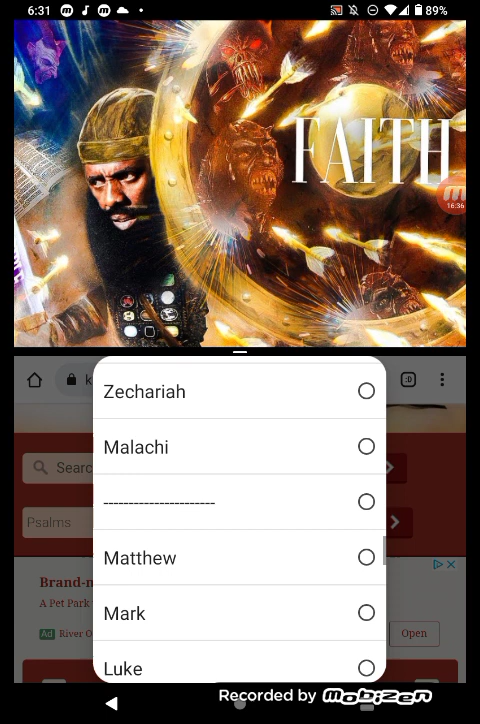 6:31
89%
FAITH
16:36
k
:D
Zechariah
Searc
Malachi
----------------------
Psalms
Matthew
Brand-n
A Pet Park
Mark
Ad River O
Open
Luke
Recorded by mobizen